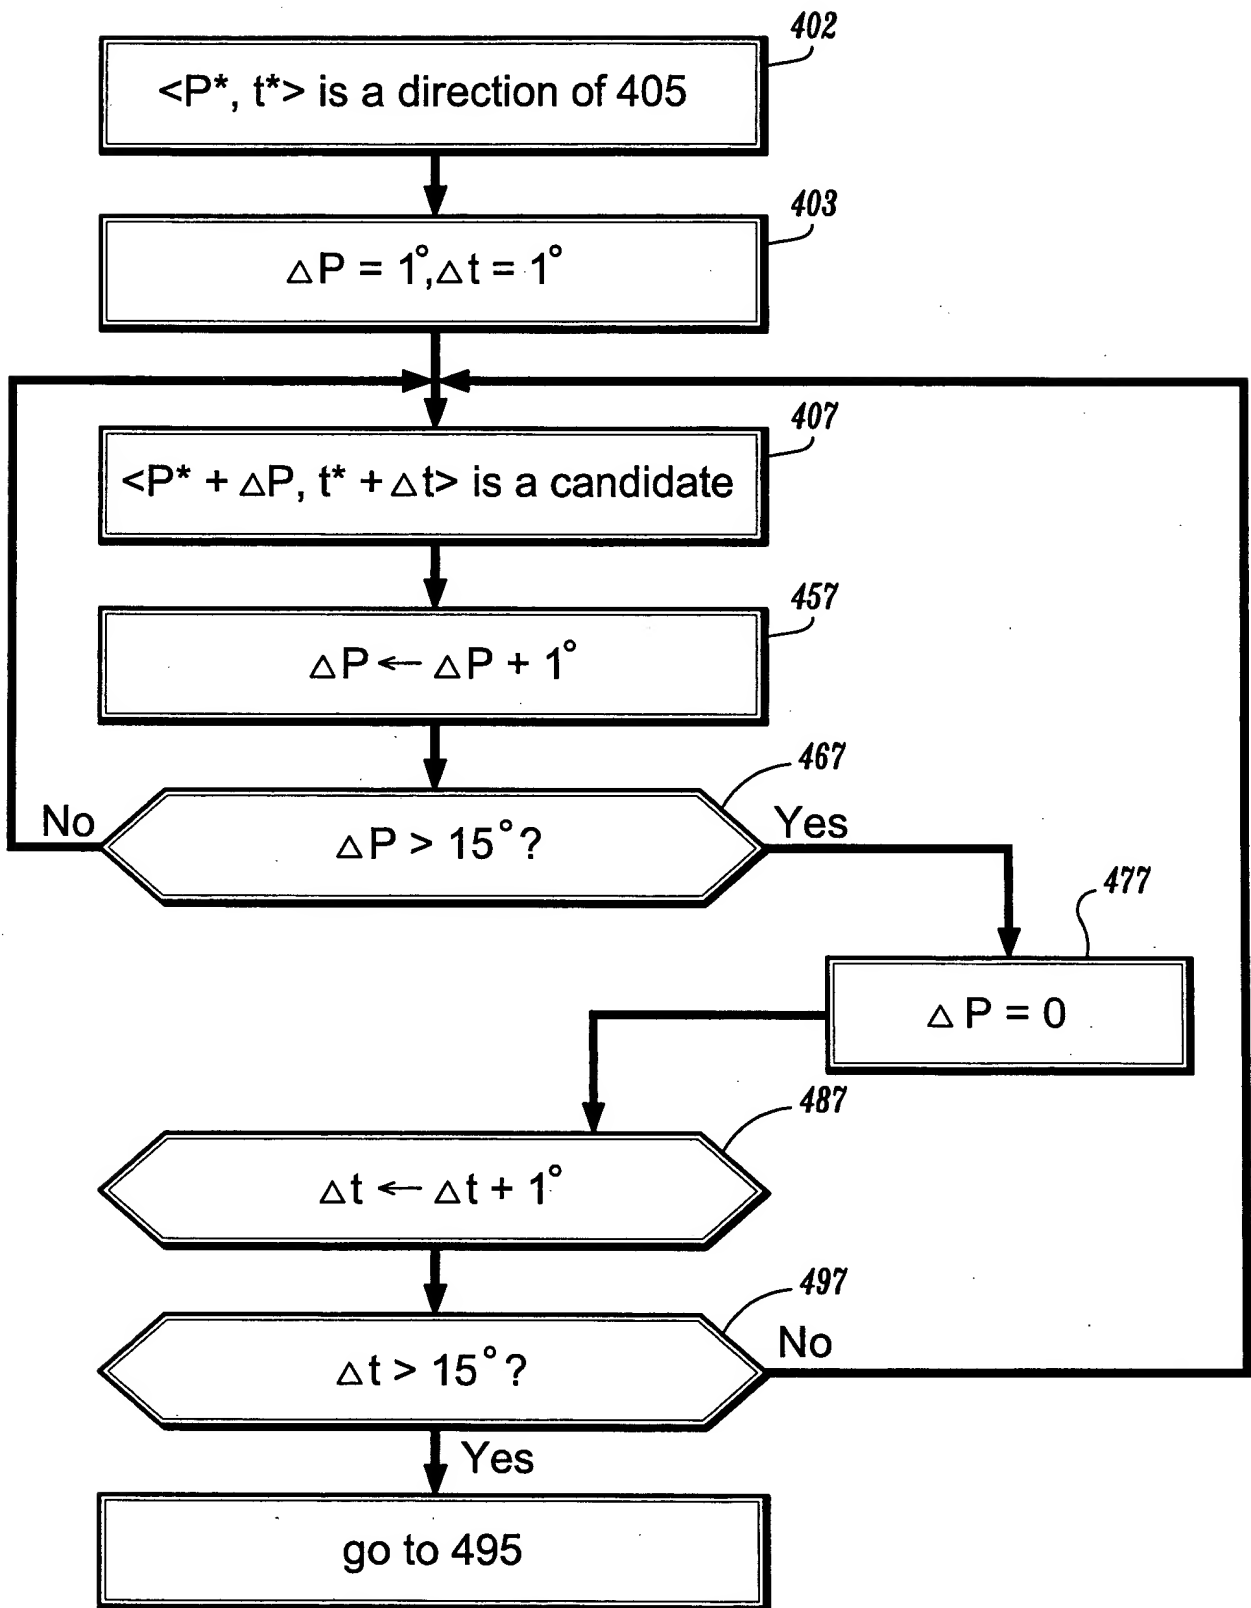 402
<P*, t*> is a direction of 405
403
△P = 1°,△t = 1°
407
<P* + △P, t* + △t> is a candidate
457
△P ← △P + 1°
467
No
△P > 15°?
Yes
477
△ P = 0
487
△t ← △t + 1°
497
△t > 15°?
No
Yes
go to 495